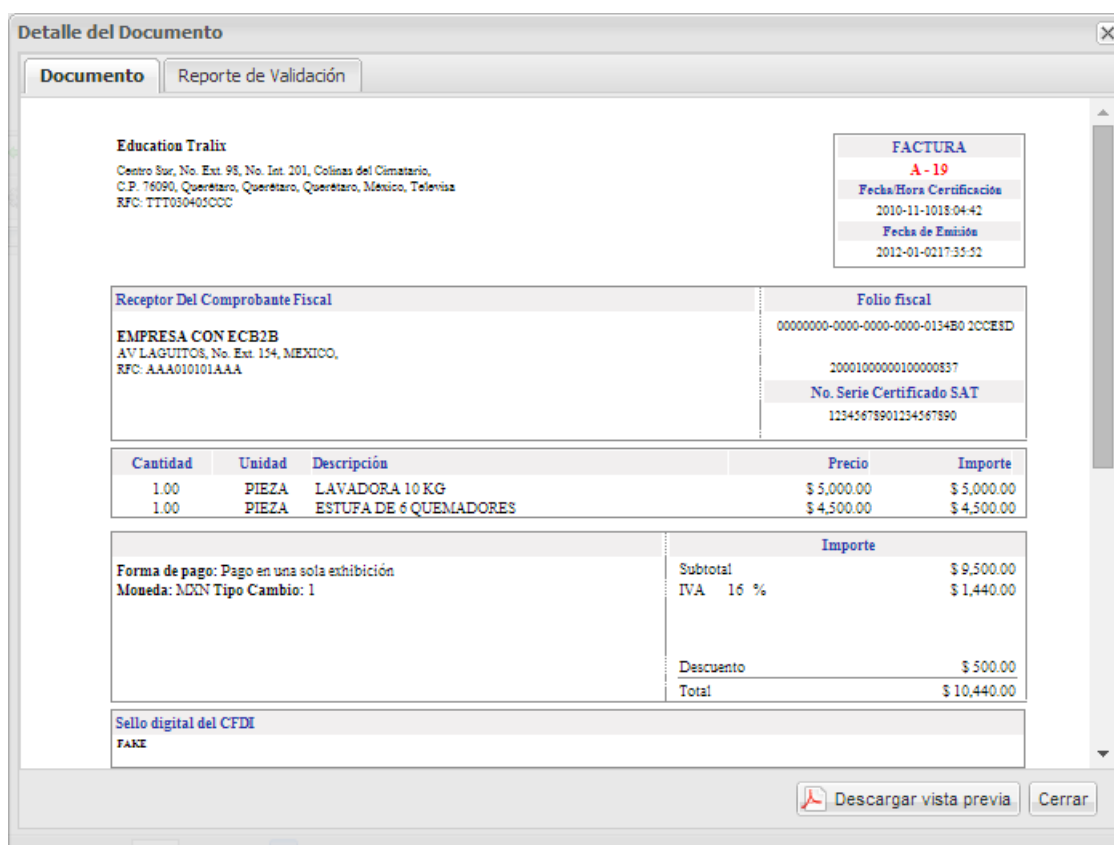 Detalle del Documento
Documento Reporte de Validación
Education Tralix
Centro Sur, No. Ext. 98, No. Int. 201, Colinas del Cimatario,
C.P. 76090, Querétaro, Querétaro, Querétaro, México, Televisa
RFC: TTT030405CCC
FACTURA
A - 19
Fecha/Hora Certificación
2010-11-1018:04:42
Fecha de Emisión
2012-01-0217:35:52
Receptor Del Comprobante Fiscal
EMPRESA CON ECB2B
AV LAGUITOS, No. Ext. 154, MEXICO,
RFC: AAA010101AAA
Folio fiscal
00000000-0000-0000-0000-0134B0 2CCE8D
20001000000100000837
No. Serie Certificado SAT
12345678901234567890
Cantidad Unidad Descripción Precio Importe
1.00 PIEZA LAVADORA 10 KG $ 5,000.00 $ 5,000.00
1.00 PIEZA ESTUFA DE 6 QUEMADORES $ 4,500.00 $ 4,500.00
Forma de pago: Pago en una sola exhibición
Moneda: MXN Tipo Cambio: 1
Importe
Subtotal $ 9,500.00
IVA 16 % $ 1,440.00
Descuento $ 500.00
Total $ 10,440.00
Sello digital del CFDI
FAKE
Descargar vista previa Cerrar